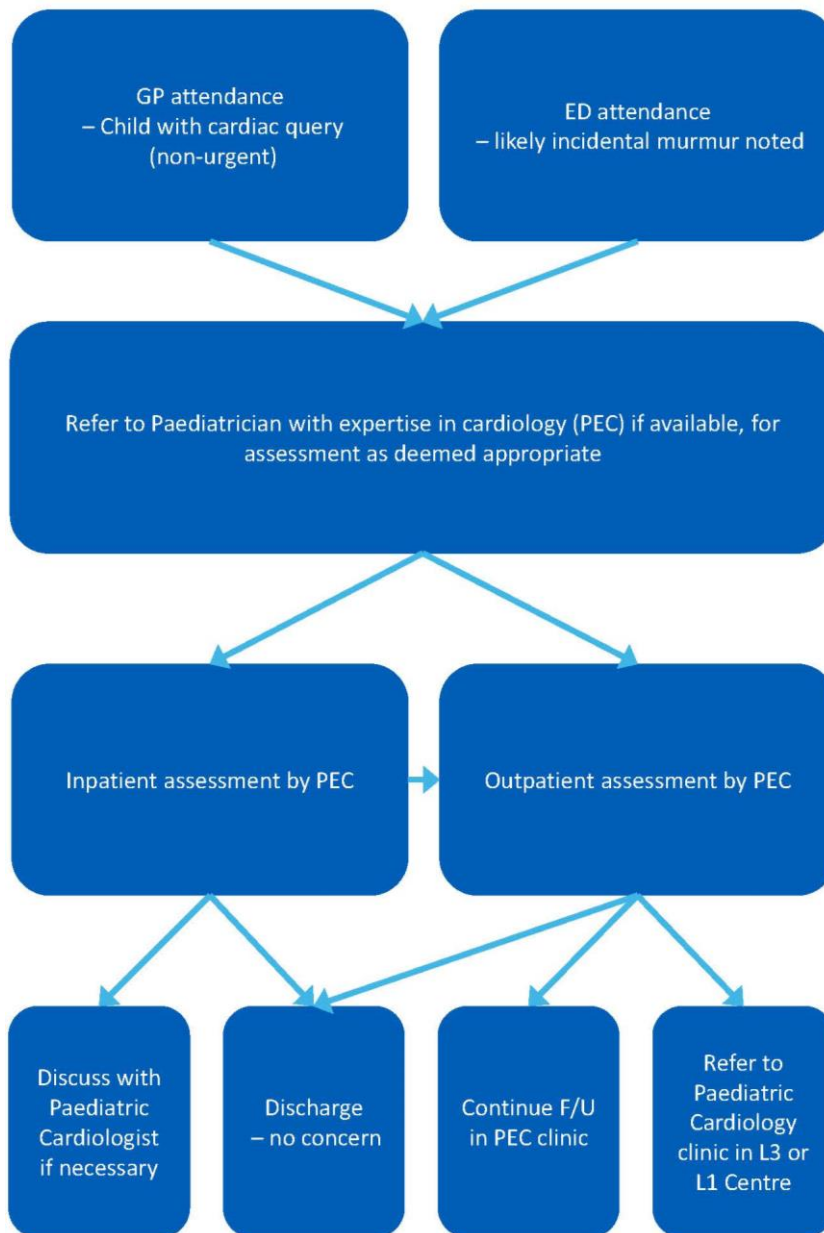 GP attendance
– Child with cardiac query
(non-urgent)
ED attendance
– likely incidental murmur noted
Refer to Paediatrician with expertise in cardiology (PEC) if available, for
assessment as deemed appropriate
Inpatient assessment by PEC
Outpatient assessment by PEC
Discuss with
Paediatric
Cardiologist
if necessary
Discharge
– no concern
Continue F/U
in PEC clinic
Refer to
Paediatric
Cardiology
clinic in L3 or
L1 Centre